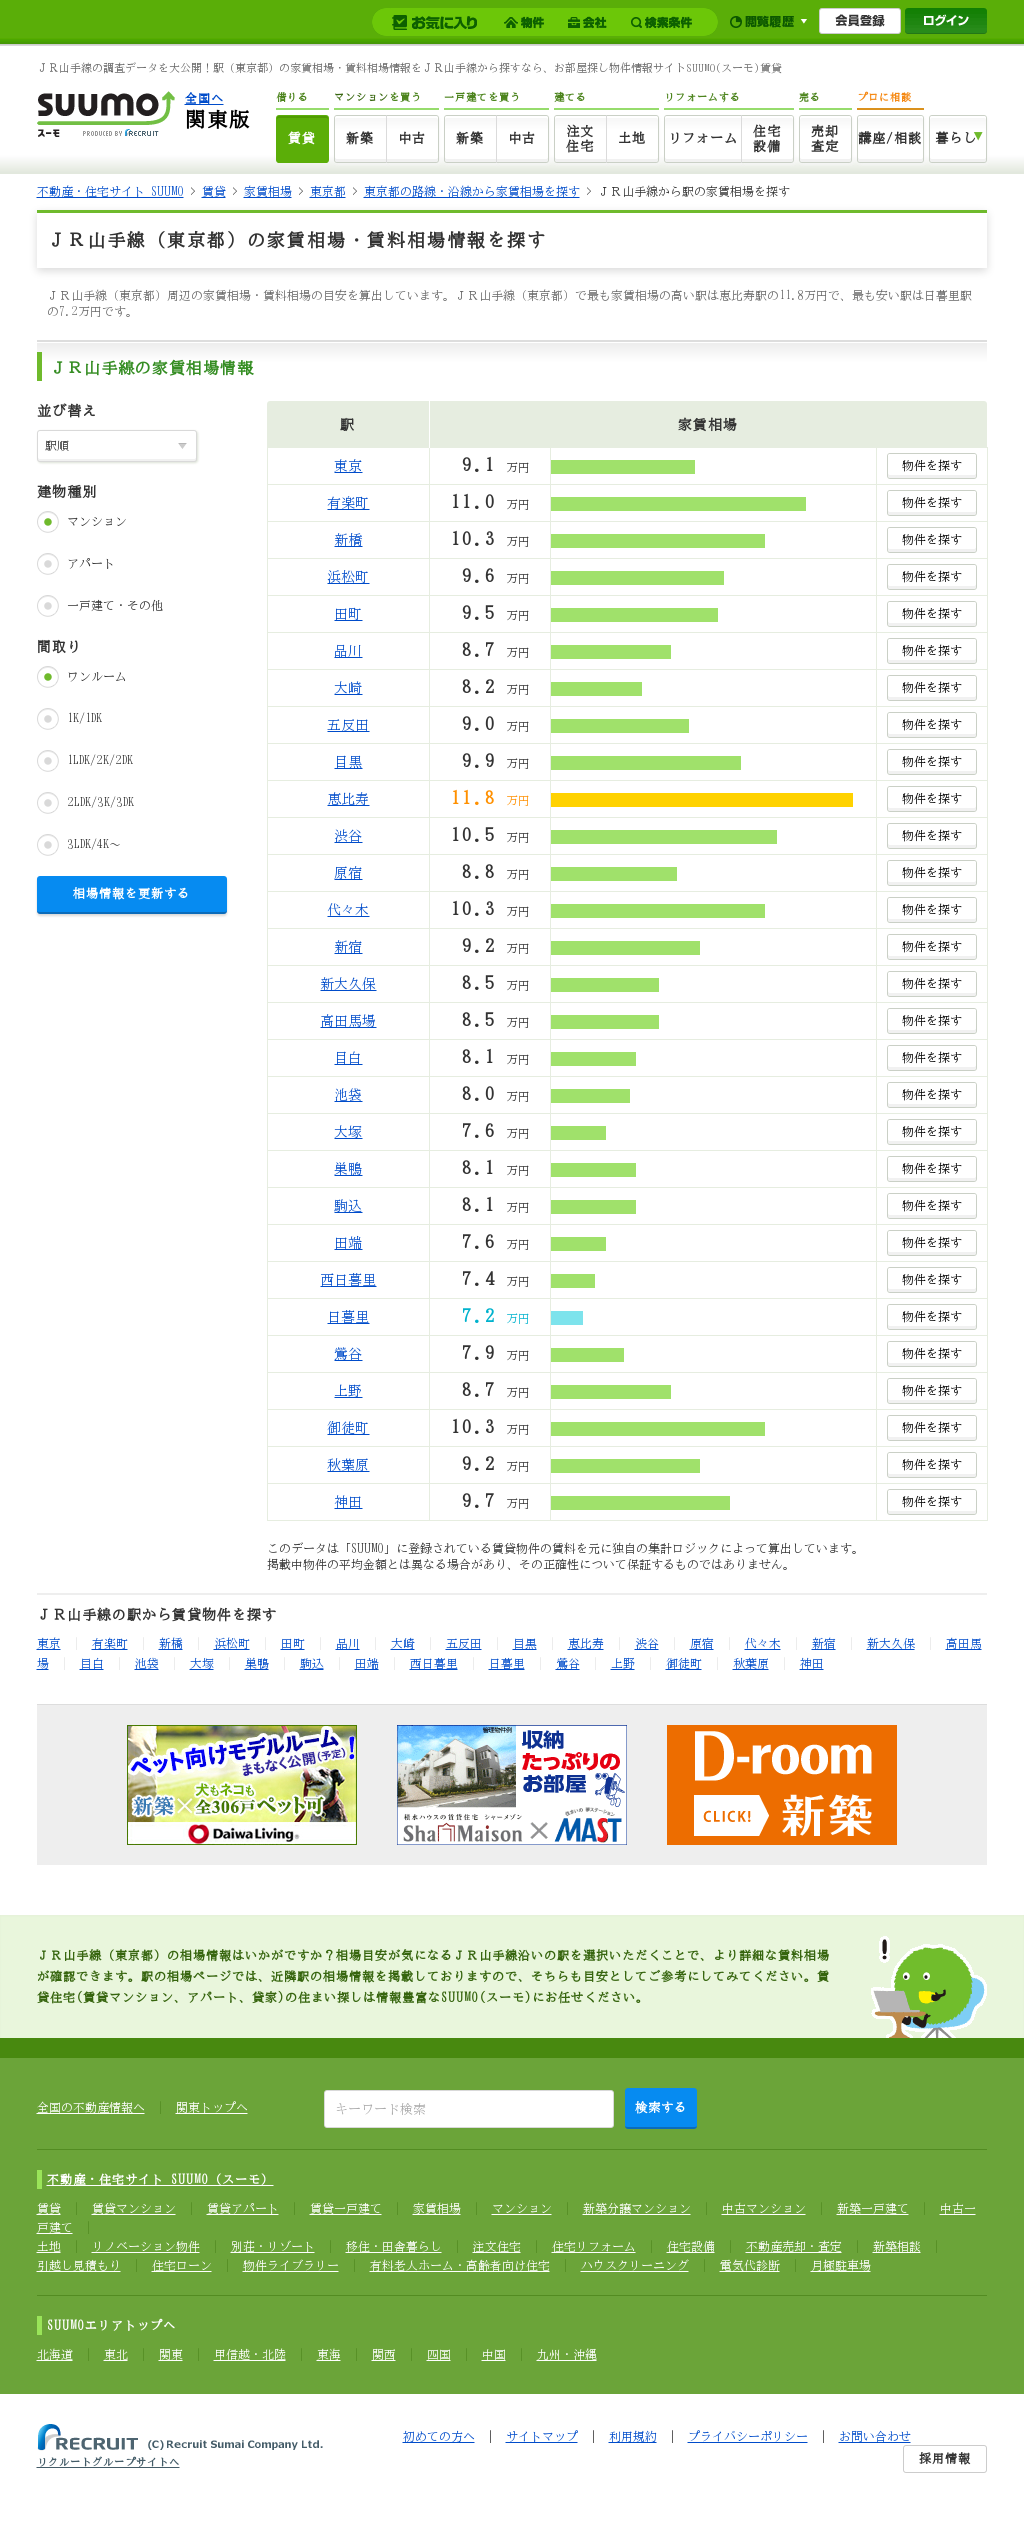 お気に入り 物件 会社 検索条件 閲覧履歴 会員登録 ログイン
ＪＲ山手線の調査データを大公開！駅（東京都）の家賃相場・賃料相場情報をＪＲ山手線から探すなら、お部屋探し物件情報サイトSUUMO(スーモ)賃貸
SUUMO
スーモ PRODUCED BY RECRUIT
全国へ
関東版
借りる マンションを買う 一戸建てを買う 建てる リフォームする 売る プロに相談
賃貸 新築 中古 新築 中古 注文住宅 土地 リフォーム 住宅設備 売却査定 講座/相談 暮らし
不動産・住宅サイト SUUMO > 賃貸 > 家賃相場 > 東京都 > 東京都の路線・沿線から家賃相場を探す > ＪＲ山手線から駅の家賃相場を探す
ＪＲ山手線（東京都）の家賃相場・賃料相場情報を探す
ＪＲ山手線（東京都）周辺の家賃相場・賃料相場の目安を算出しています。ＪＲ山手線（東京都）で最も家賃相場の高い駅は恵比寿駅の11.8万円で、最も安い駅は日暮里駅
の7.2万円です。
ＪＲ山手線の家賃相場情報
並び替え
駅順
建物種別
マンション
アパート
一戸建て・その他
間取り
ワンルーム
1K/1DK
1LDK/2K/2DK
2LDK/3K/3DK
3LDK/4K～
相場情報を更新する
駅 家賃相場
東京 9.1 万円 物件を探す
有楽町 11.0 万円 物件を探す
新橋 10.3 万円 物件を探す
浜松町 9.6 万円 物件を探す
田町 9.5 万円 物件を探す
品川 8.7 万円 物件を探す
大崎 8.2 万円 物件を探す
五反田 9.0 万円 物件を探す
目黒 9.9 万円 物件を探す
恵比寿 11.8 万円 物件を探す
渋谷 10.5 万円 物件を探す
原宿 8.8 万円 物件を探す
代々木 10.3 万円 物件を探す
新宿 9.2 万円 物件を探す
新大久保 8.5 万円 物件を探す
高田馬場 8.5 万円 物件を探す
目白 8.1 万円 物件を探す
池袋 8.0 万円 物件を探す
大塚 7.6 万円 物件を探す
巣鴨 8.1 万円 物件を探す
駒込 8.1 万円 物件を探す
田端 7.6 万円 物件を探す
西日暮里 7.4 万円 物件を探す
日暮里 7.2 万円 物件を探す
鶯谷 7.9 万円 物件を探す
上野 8.7 万円 物件を探す
御徒町 10.3 万円 物件を探す
秋葉原 9.2 万円 物件を探す
神田 9.7 万円 物件を探す
このデータは「SUUMO」に登録されている賃貸物件の賃料を元に独自の集計ロジックによって算出しています。
掲載中物件の平均金額とは異なる場合があり、その正確性について保証するものではありません。
ＪＲ山手線の駅から賃貸物件を探す
東京 有楽町 新橋 浜松町 田町 品川 大崎 五反田 目黒 恵比寿 渋谷 原宿 代々木 新宿 新大久保 高田馬
場 目白 池袋 大塚 巣鴨 駒込 田端 西日暮里 日暮里 鶯谷 上野 御徒町 秋葉原 神田
ペット向けモデルルーム
まもなく公開(予定)!
犬もネコも
新築×全306戸ペット可
DaiwaLiving®
管理物件例
収納
たっぷりの
お部屋
積水ハウスの賃貸住宅 シャーメゾン
ShaMaison × MAST
D-room
CLICK! 新築
ＪＲ山手線（東京都）の相場情報はいかがですか？相場目安が気になるＪＲ山手線沿いの駅を選択いただくことで、より詳細な賃料相場
が確認できます。駅の相場ページでは、近隣駅の相場情報を掲載しておりますので、そちらも目安としてご参考にしてみてください。賃
貸住宅(賃貸マンション、アパート、貸家)の住まい探しは情報豊富なSUUMO(スーモ)にお任せください。
全国の不動産情報へ 関東トップへ キーワード検索 検索する
不動産・住宅サイト SUUMO（スーモ）
賃貸 賃貸マンション 賃貸アパート 賃貸一戸建て 家賃相場 マンション 新築分譲マンション 中古マンション 新築一戸建て 中古一
戸建て
土地 リノベーション物件 別荘・リゾート 移住・田舎暮らし 注文住宅 住宅リフォーム 住宅設備 不動産売却・査定 新築相談
引越し見積もり 住宅ローン 物件ライブラリー 有料老人ホーム・高齢者向け住宅 ハウスクリーニング 電気代診断 月極駐車場
SUUMOエリアトップへ
北海道 東北 関東 甲信越・北陸 東海 関西 四国 中国 九州・沖縄
RECRUIT (C)Recruit Sumai Company Ltd.
リクルートグループサイトへ
初めての方へ | サイトマップ | 利用規約 | プライバシーポリシー | お問い合わせ
採用情報